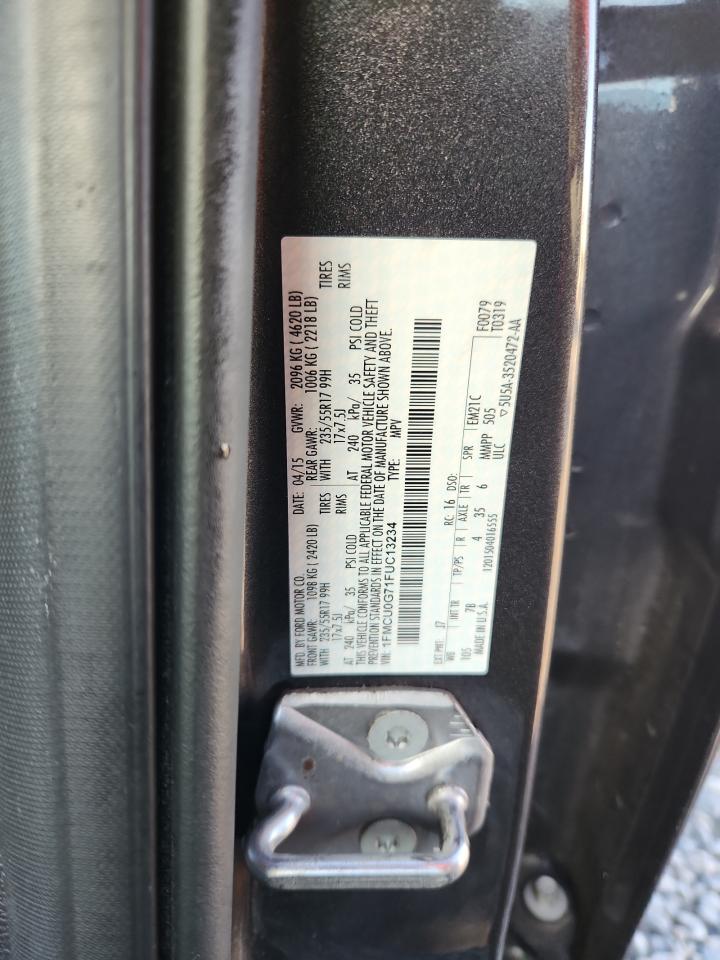 MFD. BY FORD MOTOR CO. DATE: 04/15 GVWR: 2096 KG ( 4620 LB)
FRONT GAWR: 1098 KG (2420 LB) REAR GAWR: 1006 KG ( 2218 LB)
WITH 235/55R17 99H TIRES WITH 235/55R17 99H TIRES
17x7.5J RIMS 17x7.5J RIMS
AT 240 kPa/ 35 PSI COLD AT 240 kPa/ 35 PSI COLD
THIS VEHICLE CONFORMS TO ALL APPLICABLE FEDERAL MOTOR VEHICLE SAFETY AND THEFT
PREVENTION STANDARDS IN EFFECT ON THE DATE OF MANUFACTURE SHOWN ABOVE.
VIN: 1FMCU0G71FUC13234 TYPE: MPV
EXT PNT: J7 RC: 16 DSO: F0079
WB INT TR TP/PS R AXLE TR SPR EM21C T0319
105 7B 4 35 6 MMPP 505
MADE IN U.S.A. 1201504016555 ULC ▽5U5A-3520472-AA